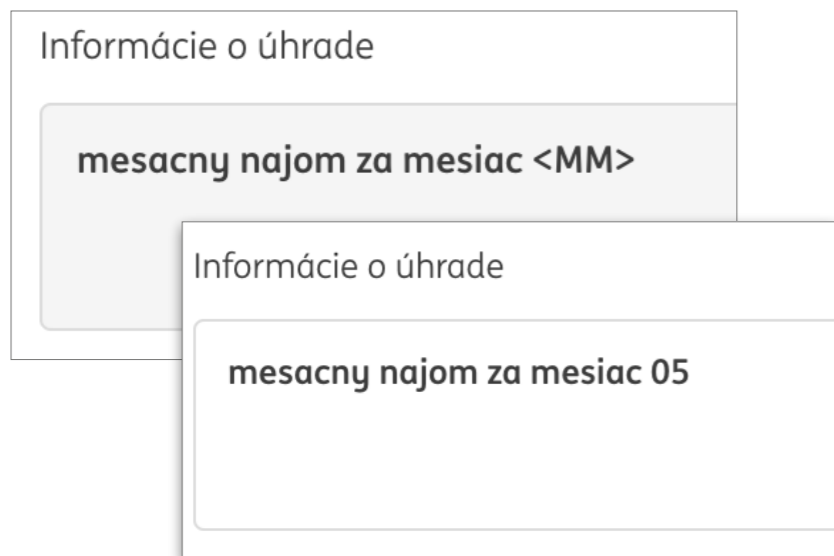 Informácie o úhrade
mesacny najom za mesiac <MM>
Informácie o úhrade
mesacny najom za mesiac 05